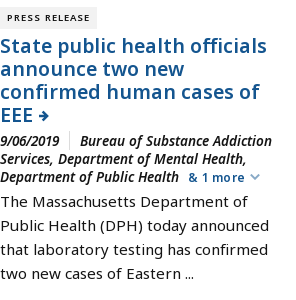 PRESS RELEASE
State public health officials
announce two new
confirmed human cases of
EEE →
9/06/2019 Bureau of Substance Addiction
Services, Department of Mental Health,
Department of Public Health & 1 more
The Massachusetts Department of
Public Health (DPH) today announced
that laboratory testing has confirmed
two new cases of Eastern ...